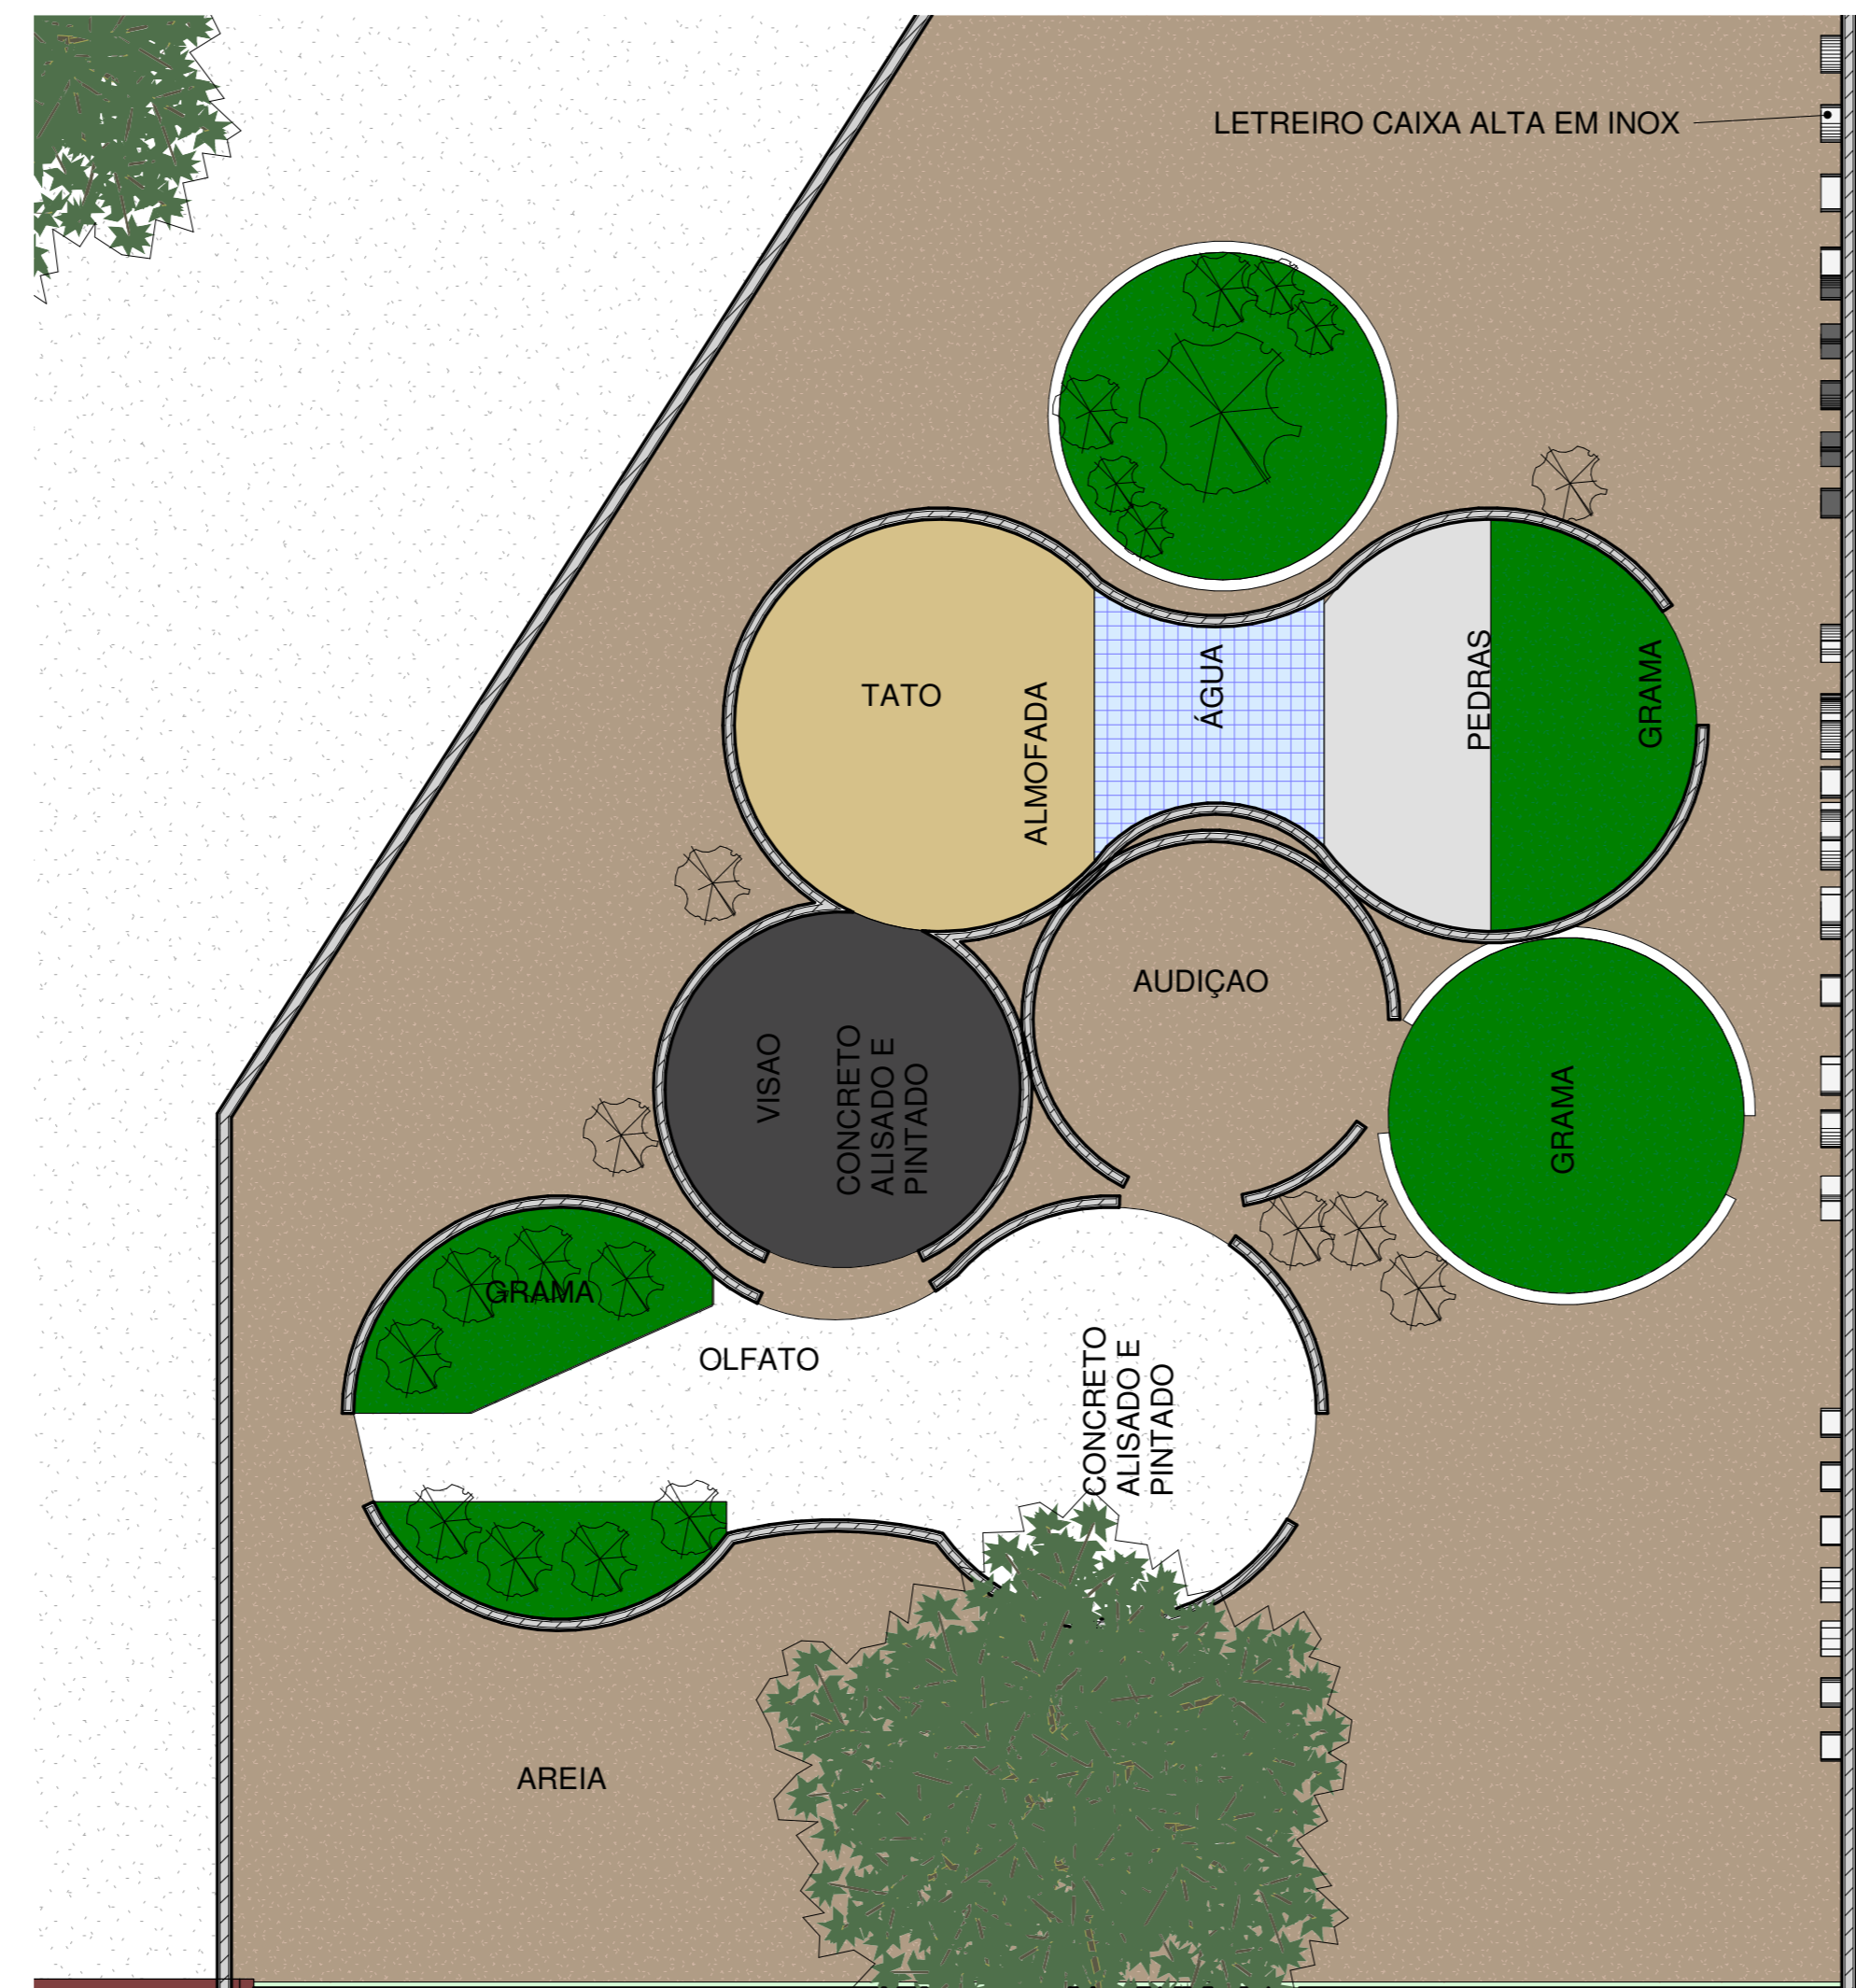 LETREIRO CAIXA ALTA EM INOX
TATO
ALMOFADA
ÁGUA
PEDRAS
GRAMA
AUDIÇAO
VISAO
CONCRETO
ALISADO E
PINTADO
GRAMA
GRAMA
OLFATO
CONCRETO
ALISADO E
PINTADO
AREIA